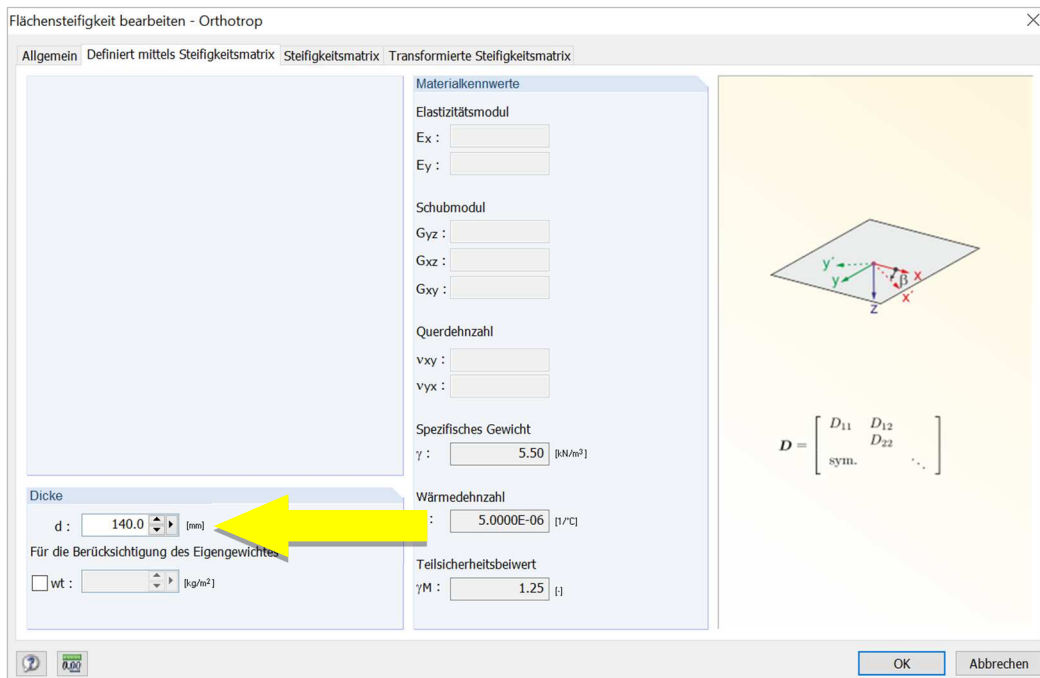 Flächensteifigkeit bearbeiten - Orthotrop
Allgemein Definiert mittels Steifigkeitsmatrix Steifigkeitsmatrix Transformierte Steifigkeitsmatrix
Materialkennwerte
Elastizitätsmodul
Ex :
Ey :
Schubmodul
Gyz :
Gxz :
Gxy :
Querdehnzahl
νxy :
νyx :
Spezifisches Gewicht
γ : 5.50 [kN/m³]
Wärmedehnzahl
: 5.0000E-06 [1/°C]
Teilsicherheitsbeiwert
γM : 1.25 [-]
Dicke
d : 140.0 [mm]
Für die Berücksichtigung des Eigengewichtes
wt : [kg/m²]
y´ x
y β
x´
z
D = [ D11 D12
D22
sym. ⋱ ]
0.00
OK Abbrechen